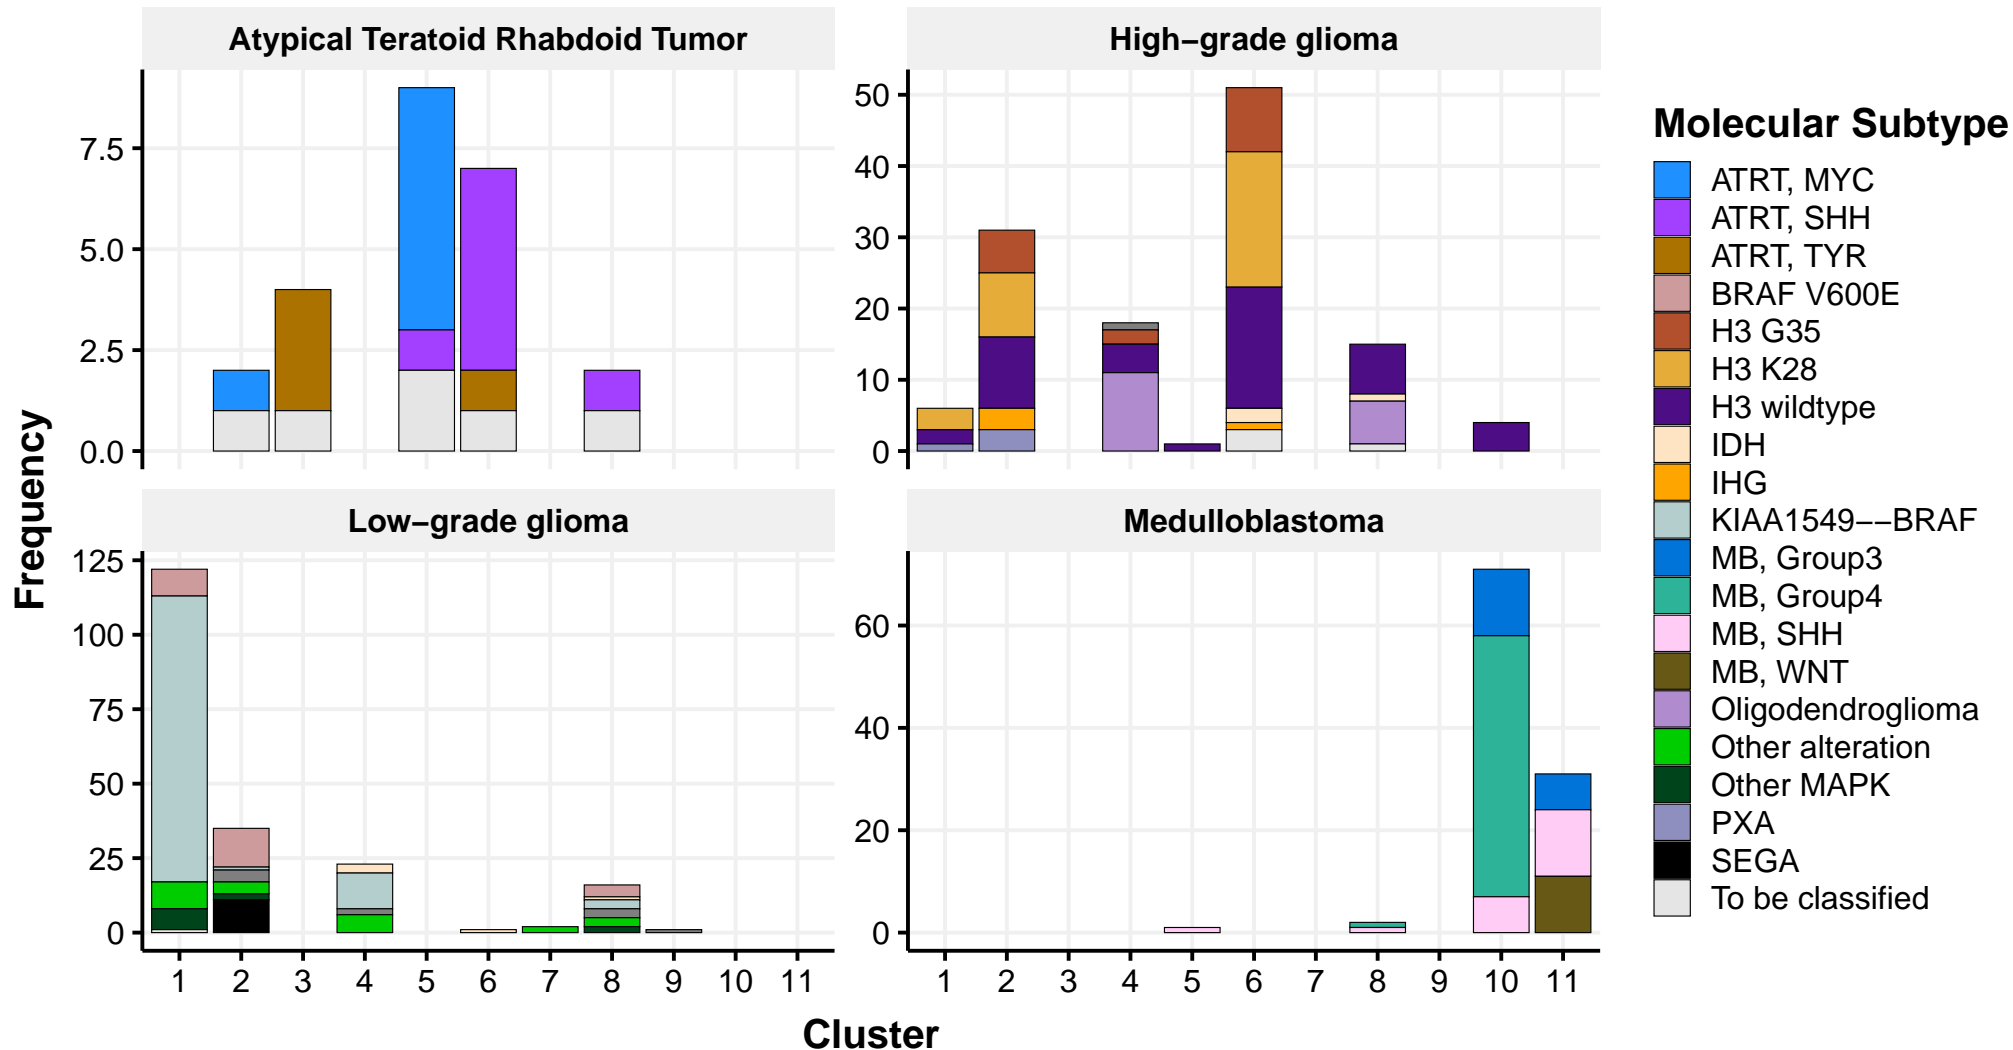 Atypical Teratoid Rhabdoid Tumor
High−grade glioma
7.5
5.0
2.5
0.0
50
40
30
20
10
0
Low−grade glioma
Medulloblastoma
125
100
75
50
25
0
60
40
20
0
1 2 3 4 5 6 7 8 9 10 11
1 2 3 4 5 6 7 8 9 10 11
Frequency
Cluster
Molecular Subtype
ATRT, MYC
ATRT, SHH
ATRT, TYR
BRAF V600E
H3 G35
H3 K28
H3 wildtype
IDH
IHG
KIAA1549−−BRAF
MB, Group3
MB, Group4
MB, SHH
MB, WNT
Oligodendroglioma
Other alteration
Other MAPK
PXA
SEGA
To be classified